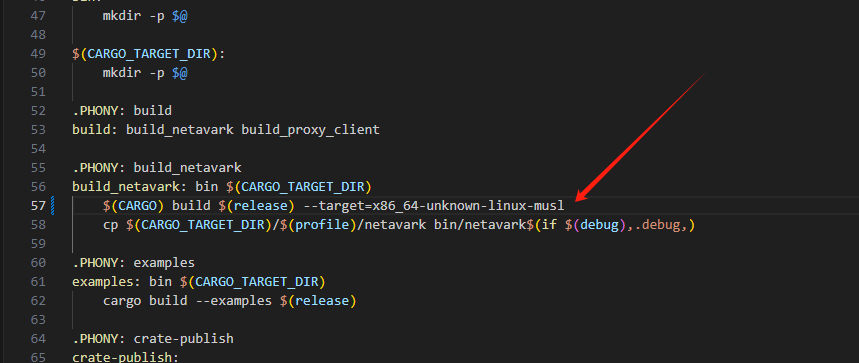 47 mkdir -p $@
48
49 $(CARGO_TARGET_DIR):
50 mkdir -p $@
51
52 .PHONY: build
53 build: build_netavark build_proxy_client
54
55 .PHONY: build_netavark
56 build_netavark: bin $(CARGO_TARGET_DIR)
57 $(CARGO) build $(release) --target=x86_64-unknown-linux-musl
58 cp $(CARGO_TARGET_DIR)/$(profile)/netavark bin/netavark$(if $(debug),.debug,)
59
60 .PHONY: examples
61 examples: bin $(CARGO_TARGET_DIR)
62 cargo build --examples $(release)
63
64 .PHONY: crate-publish
65 crate-publish: